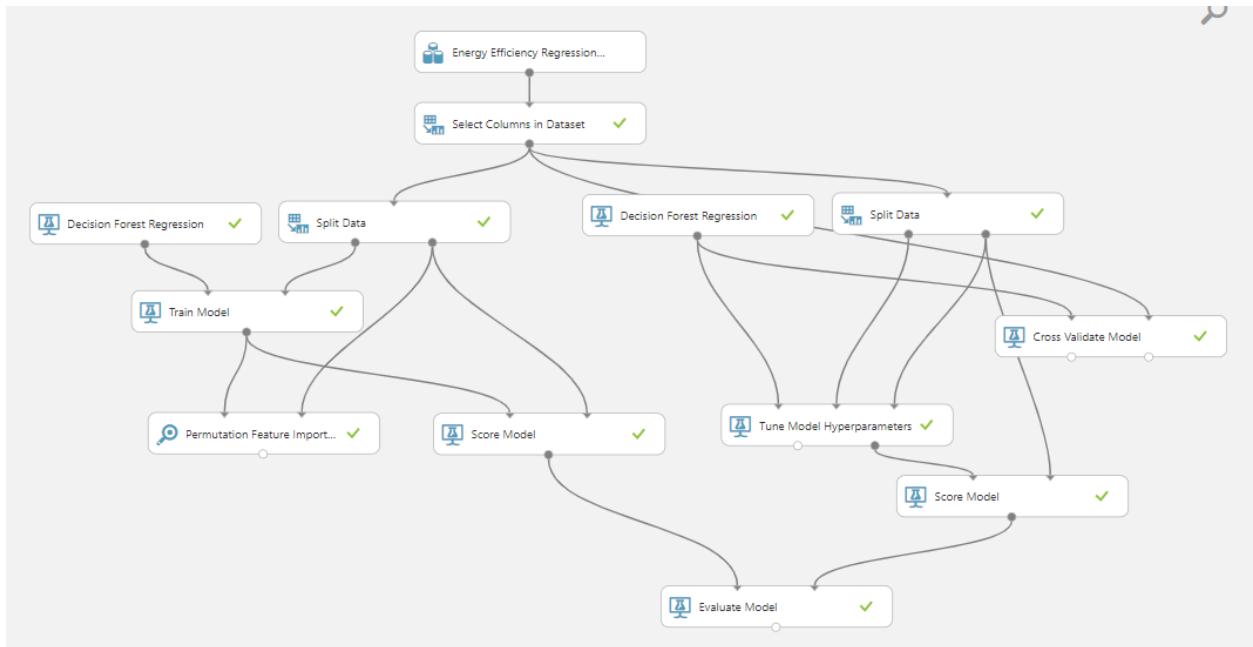 Energy Efficiency Regression...
Select Columns in Dataset
Decision Forest Regression
Split Data
Decision Forest Regression
Split Data
Train Model
Cross Validate Model
Permutation Feature Import...
Score Model
Tune Model Hyperparameters
Score Model
Evaluate Model